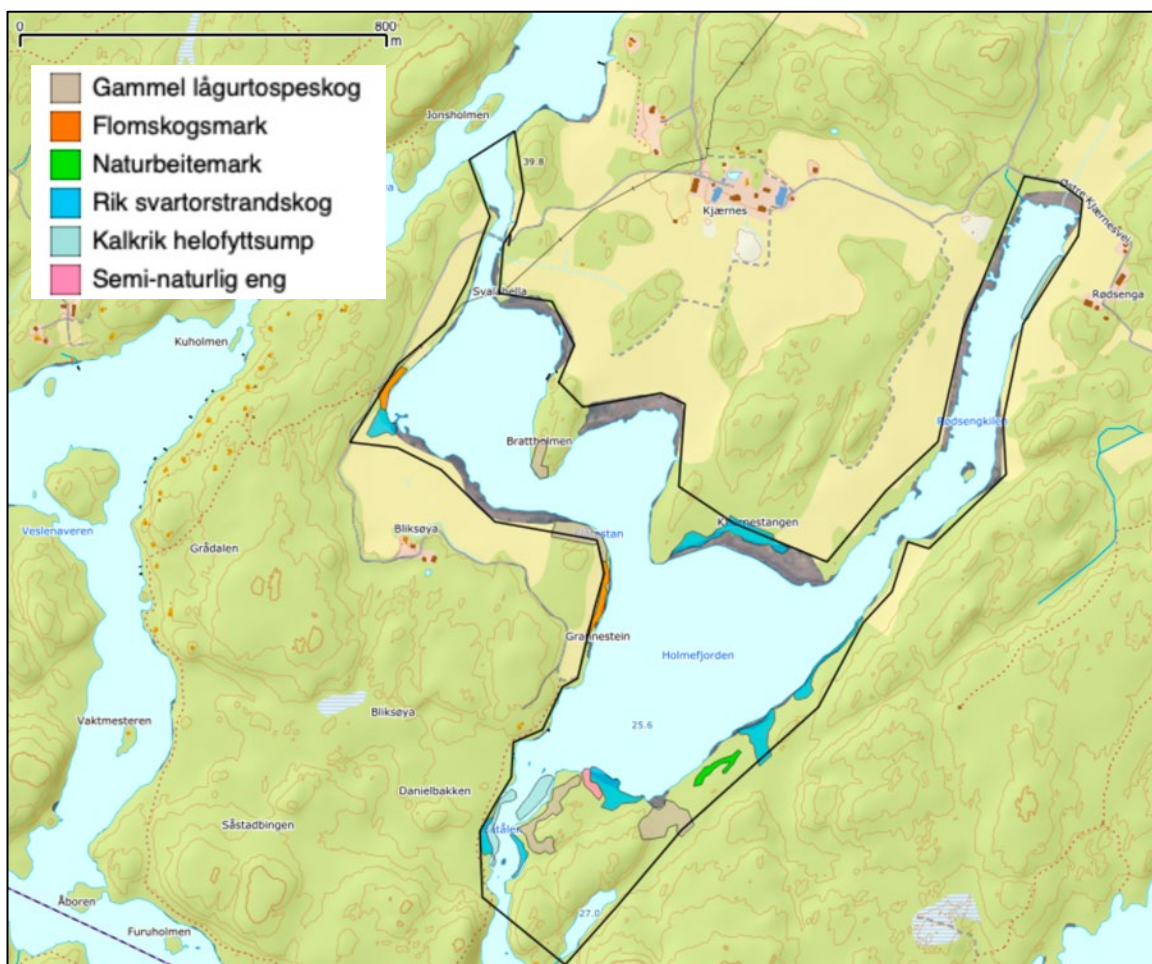 0 800
m
Gammel lågurtospeskog
Flomskogsmark
Naturbeitemark
Rik svartorstrandskog
Kalkrik helofyttsump
Semi-naturlig eng
Jonsholmen
39.8
Østre Kjærnesvei
Kjærnes
Rødsenga
Svalehella
Kuholmen
Rødsengkilen
Brattholmen
Kjærnestangen
Veslenaveren
Bliksøya
Grådalen
Grannestein
Holmefjorden
Bliksøya
Vaktmesteren
25.6
Danielbakken
Såstadbingen
Åboren
27.0
Furuholmen